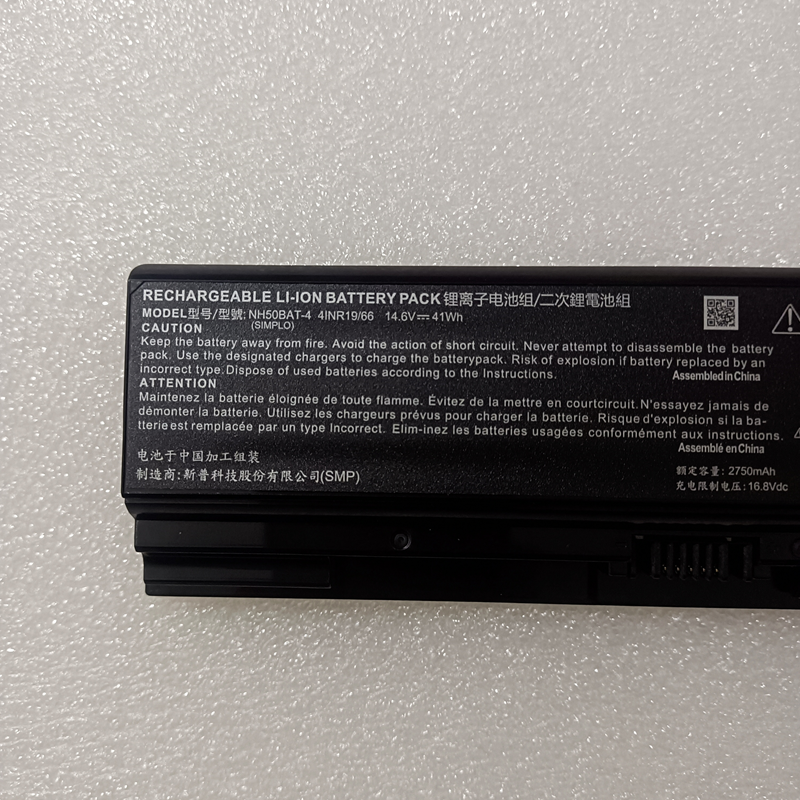 RECHARGEABLE LI-ION BATTERY PACK 锂离子电池组/二次鋰電池組
MODEL型号/型號: NH50BAT-4 4INR19/66 14.6V⎓41Wh
(SIMPLO)
CAUTION
Keep the battery away from fire. Avoid the action of short circuit. Never attempt to disassemble the battery
pack. Use the designated chargers to charge the batterypack. Risk of explosion if battery replaced by an
incorrect type.Dispose of used batteries according to the Instructions.
Assembled in China
ATTENTION
Maintenez la batterie éloignée de toute flamme. Évitez de la mettre en courtcircuit.N'essayez jamais de
démonter la batterie. Utilisez les chargeurs prévus pour charger la batterie. Risque d'explosion si la ba-
tterie est remplacée par un type Incorrect. Elim-inez les batteries usagées conformément aux instructions.
Assemblé en China
电池于中国加工组装
制造商:新普科技股份有限公司(SMP)
额定容量: 2750mAh
充电限制电压: 16.8Vdc